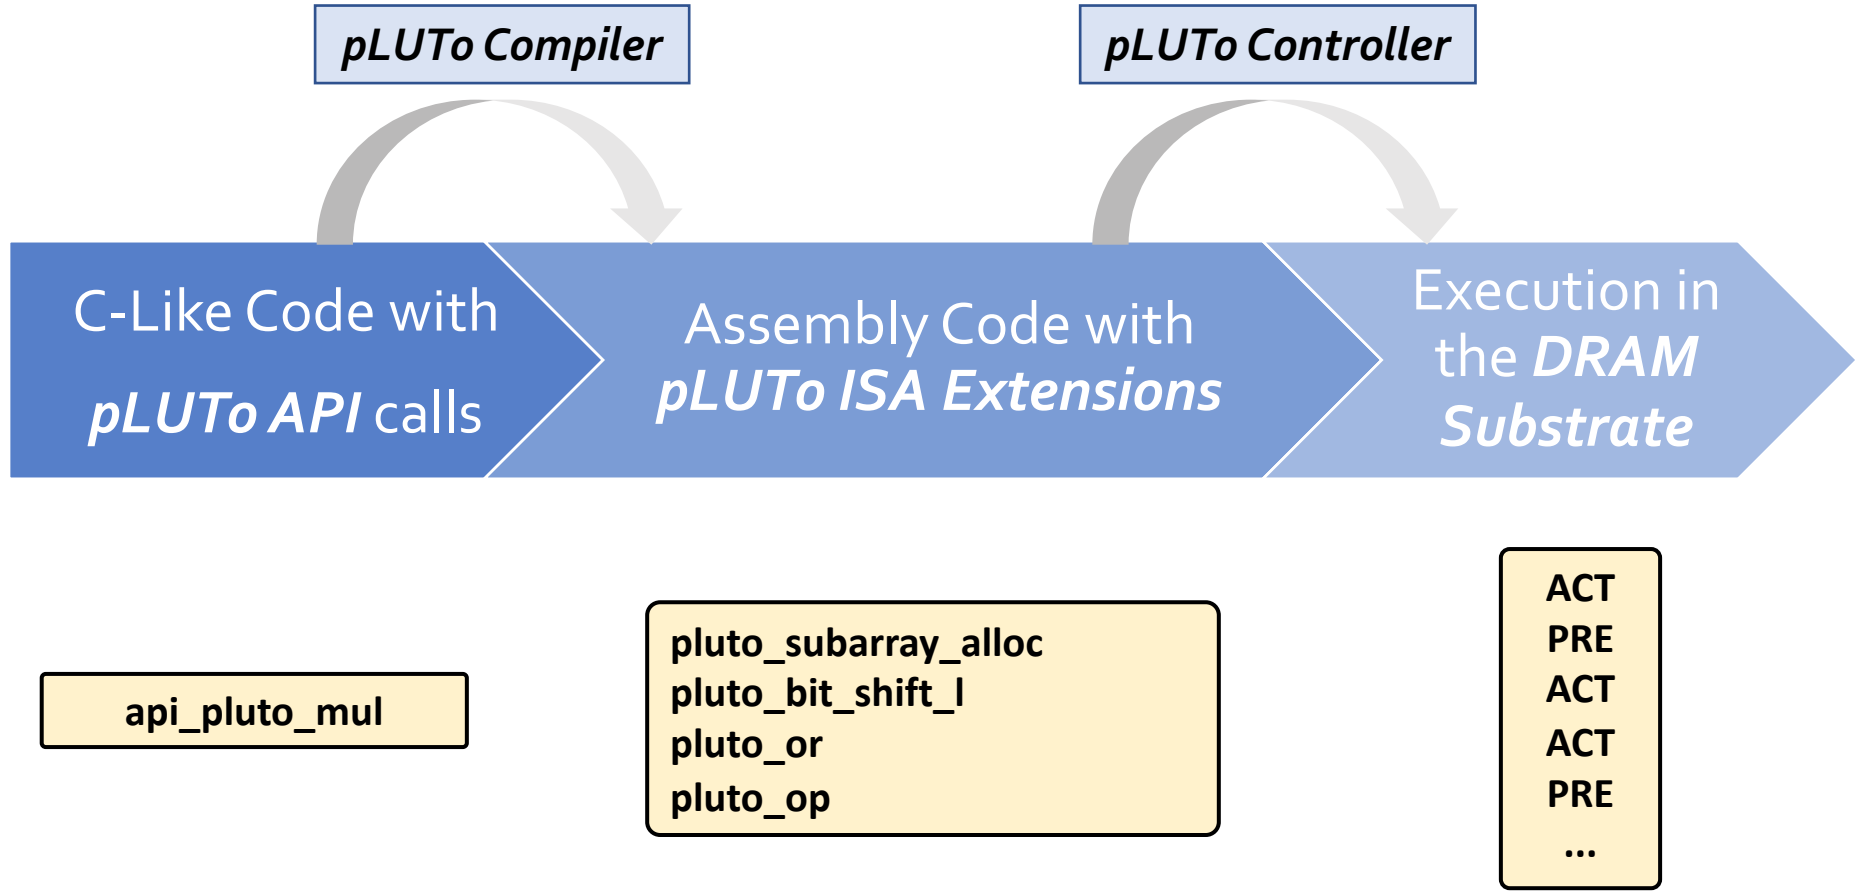 pLUTo Compiler
pLUTo Controller
C-Like Code with
pLUTo API calls
Assembly Code with
pLUTo ISA Extensions
Execution in
the DRAM
Substrate
api_pluto_mul
pluto_subarray_alloc
pluto_bit_shift_l
pluto_or
pluto_op
ACT
PRE
ACT
ACT
PRE
...